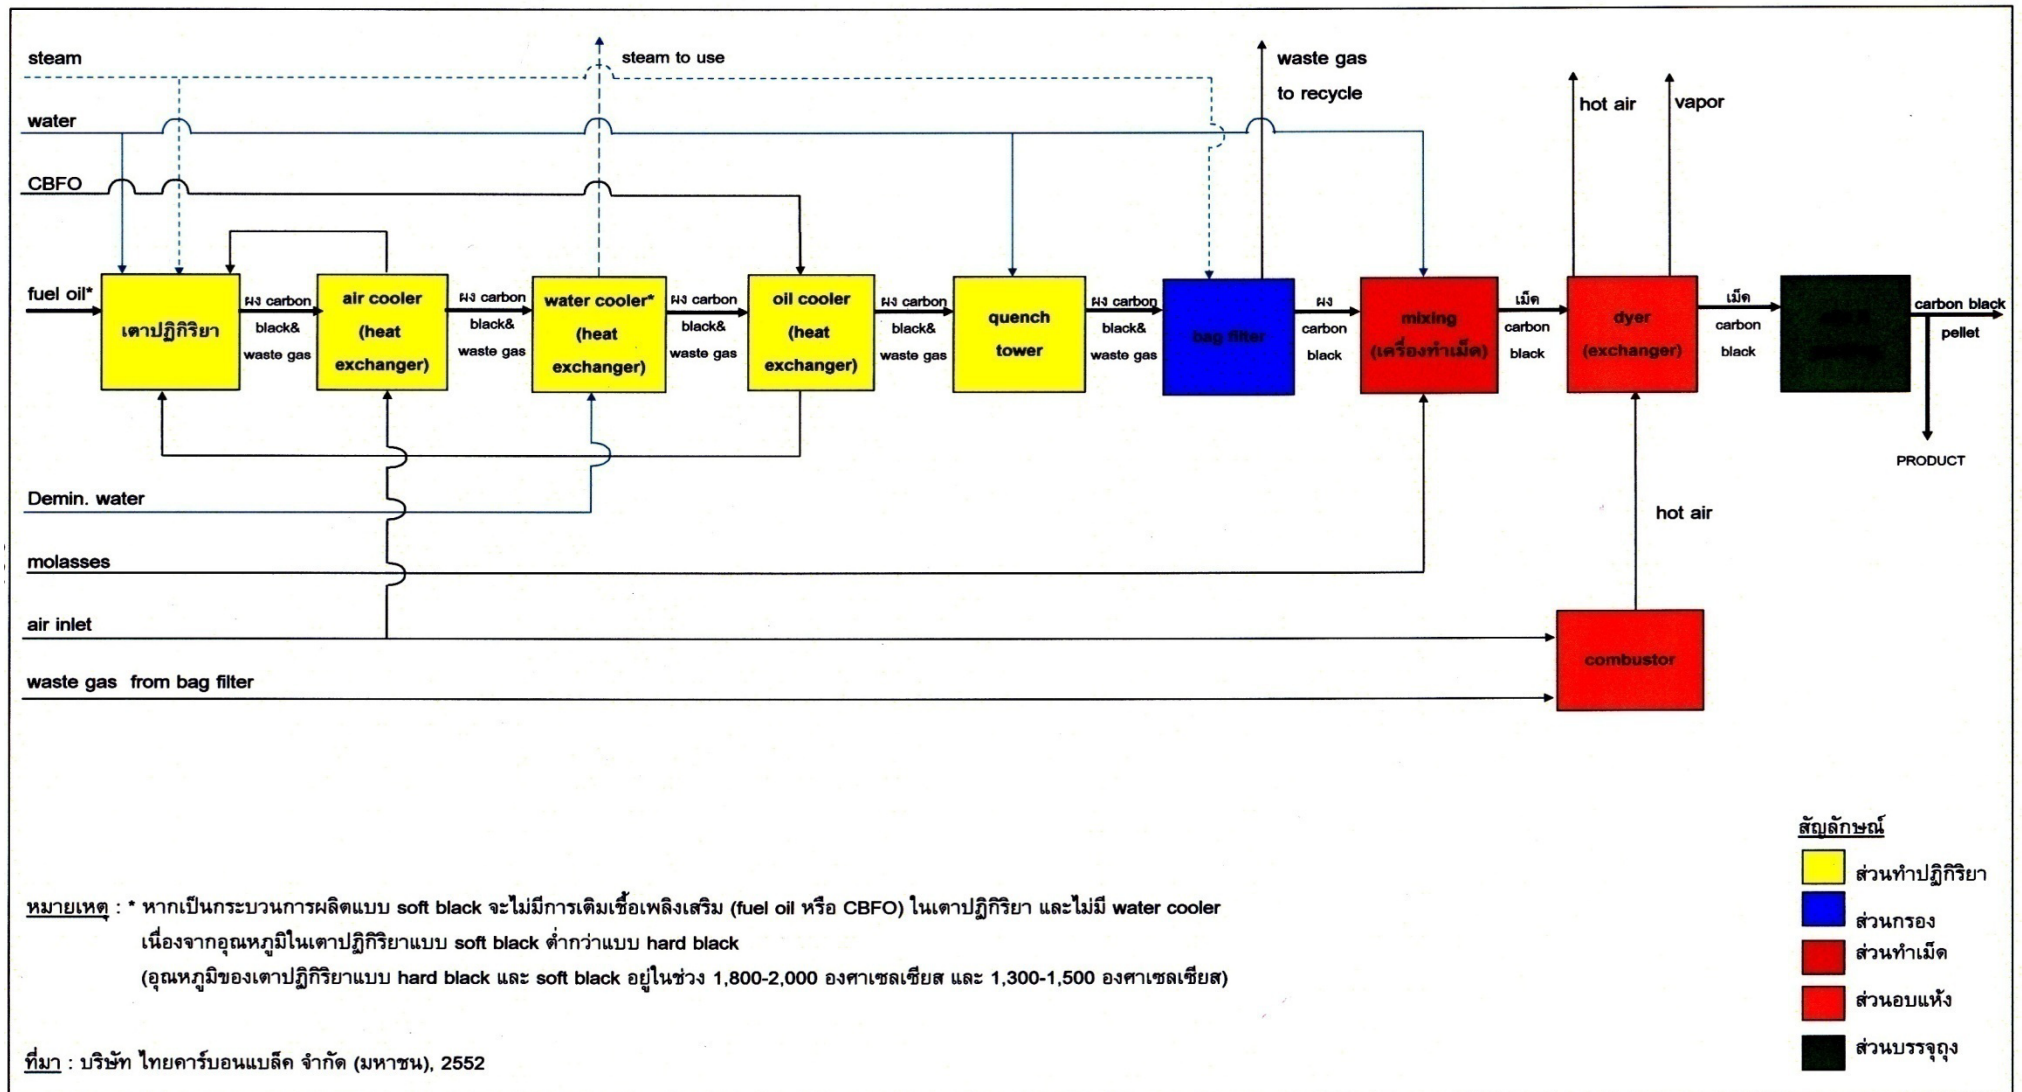 steam
steam to use
waste gas
to recycle
hot air
vapor
water
CBFO
fuel oil*
เตาปฏิกิริยา
ผง carbon
black&
waste gas
air cooler
(heat
exchanger)
ผง carbon
black&
waste gas
water cooler*
(heat
exchanger)
ผง carbon
black&
waste gas
oil cooler
(heat
exchanger)
ผง carbon
black&
waste gas
quench
tower
ผง carbon
black&
waste gas
bag filter
ผง
carbon
black
mixing
(เครื่องทำเม็ด)
เม็ด
carbon
black
dyer
(exchanger)
เม็ด
carbon
black
carbon black
pellet
PRODUCT
Demin. water
hot air
molasses
air inlet
combustor
waste gas from bag filter
สัญลักษณ์
ส่วนทำปฏิกิริยา
ส่วนกรอง
ส่วนทำเม็ด
ส่วนอบแห้ง
ส่วนบรรจุถุง
หมายเหตุ : * หากเป็นกระบวนการผลิตแบบ soft black จะไม่มีการเติมเชื้อเพลิงเสริม (fuel oil หรือ CBFO) ในเตาปฏิกิริยา และไม่มี water cooler
เนื่องจากอุณหภูมิในเตาปฏิกิริยาแบบ soft black ต่ำกว่าแบบ hard black
(อุณหภูมิของเตาปฏิกิริยาแบบ hard black และ soft black อยู่ในช่วง 1,800-2,000 องศาเซลเซียส และ 1,300-1,500 องศาเซลเซียส)
ที่มา : บริษัท ไทยคาร์บอนแบล็ค จำกัด (มหาชน), 2552